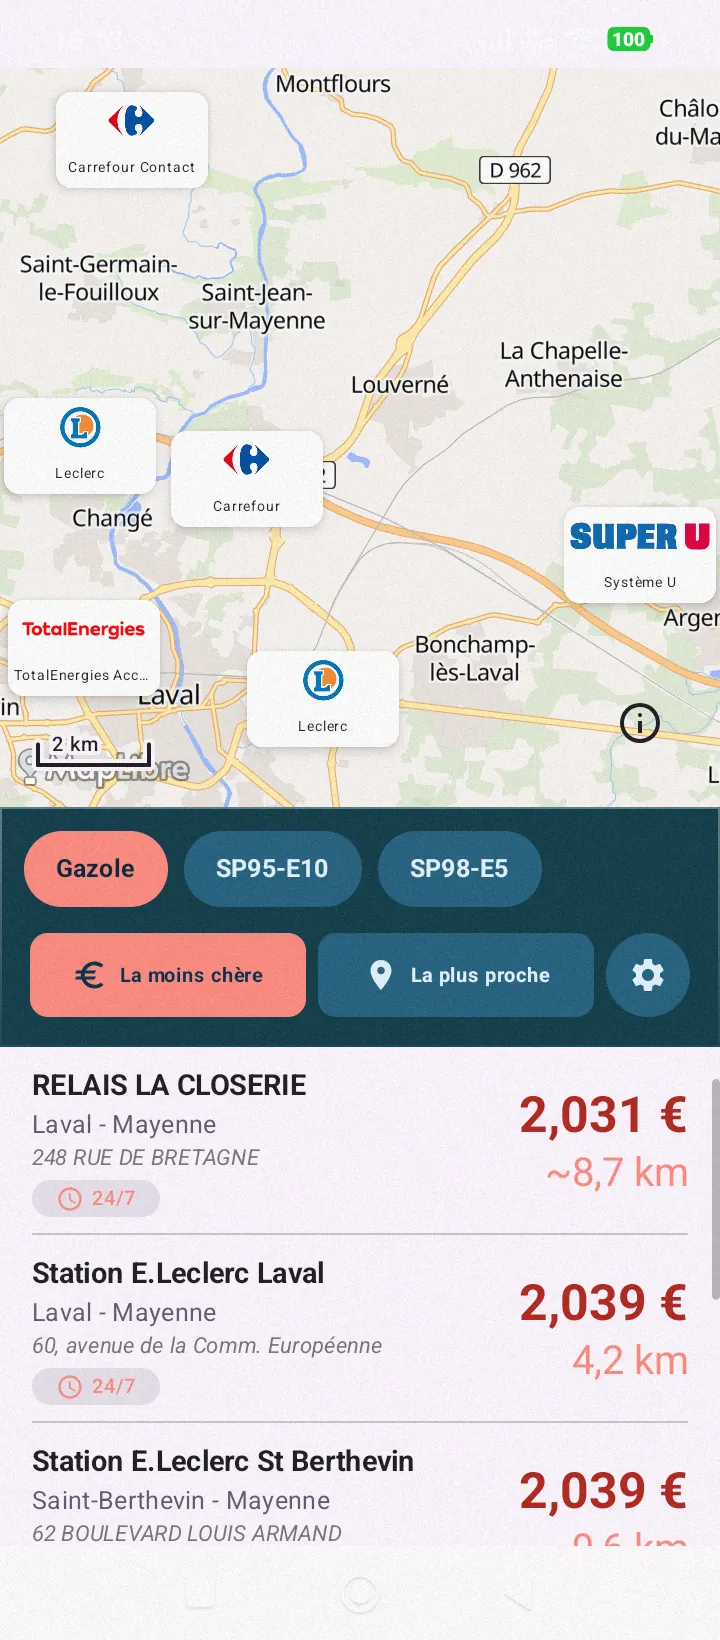 100
Montflours
Châlo
du-Ma
Carrefour Contact
D 962
Saint-Germain-
le-Fouilloux
Saint-Jean-
sur-Mayenne
La Chapelle-
Anthenaise
Louverné
Leclerc
Carrefour
2
Changé
SUPER U
Système U
TotalEnergies
TotalEnergies Acc...
Argen
Bonchamp-
lès-Laval
Laval
in
Leclerc
2 km
MapLibre
L
Gazole
SP95-E10
SP98-E5
La moins chère
La plus proche
RELAIS LA CLOSERIE
2,031 €
Laval - Mayenne
248 RUE DE BRETAGNE
~8,7 km
24/7
Station E.Leclerc Laval
2,039 €
Laval - Mayenne
60, avenue de la Comm. Européenne
4,2 km
24/7
Station E.Leclerc St Berthevin
2,039 €
Saint-Berthevin - Mayenne
62 BOULEVARD LOUIS ARMAND